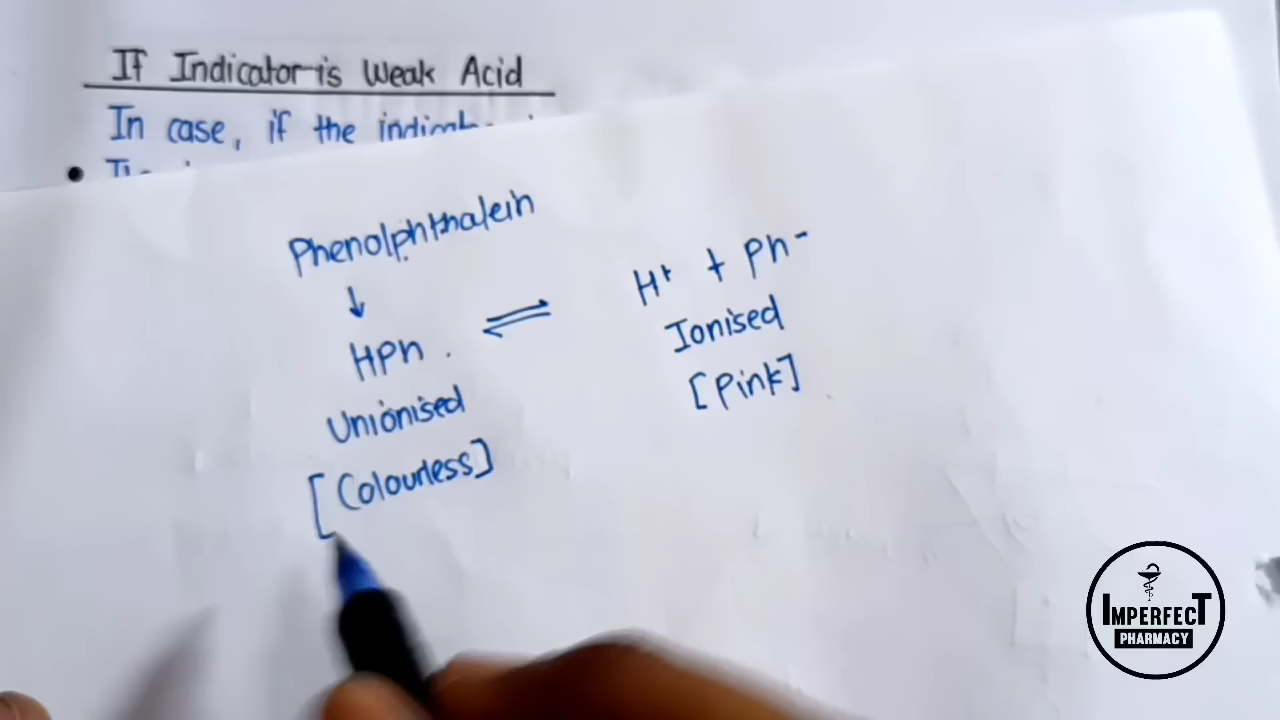 If Indicator is Weak Acid
In case, if the
Phenolphthalein
↓
HPh ⇌ H⁺ + Ph⁻
Unionised Ionised
[Colourless] [Pink]
IMPERFECT
PHARMACY